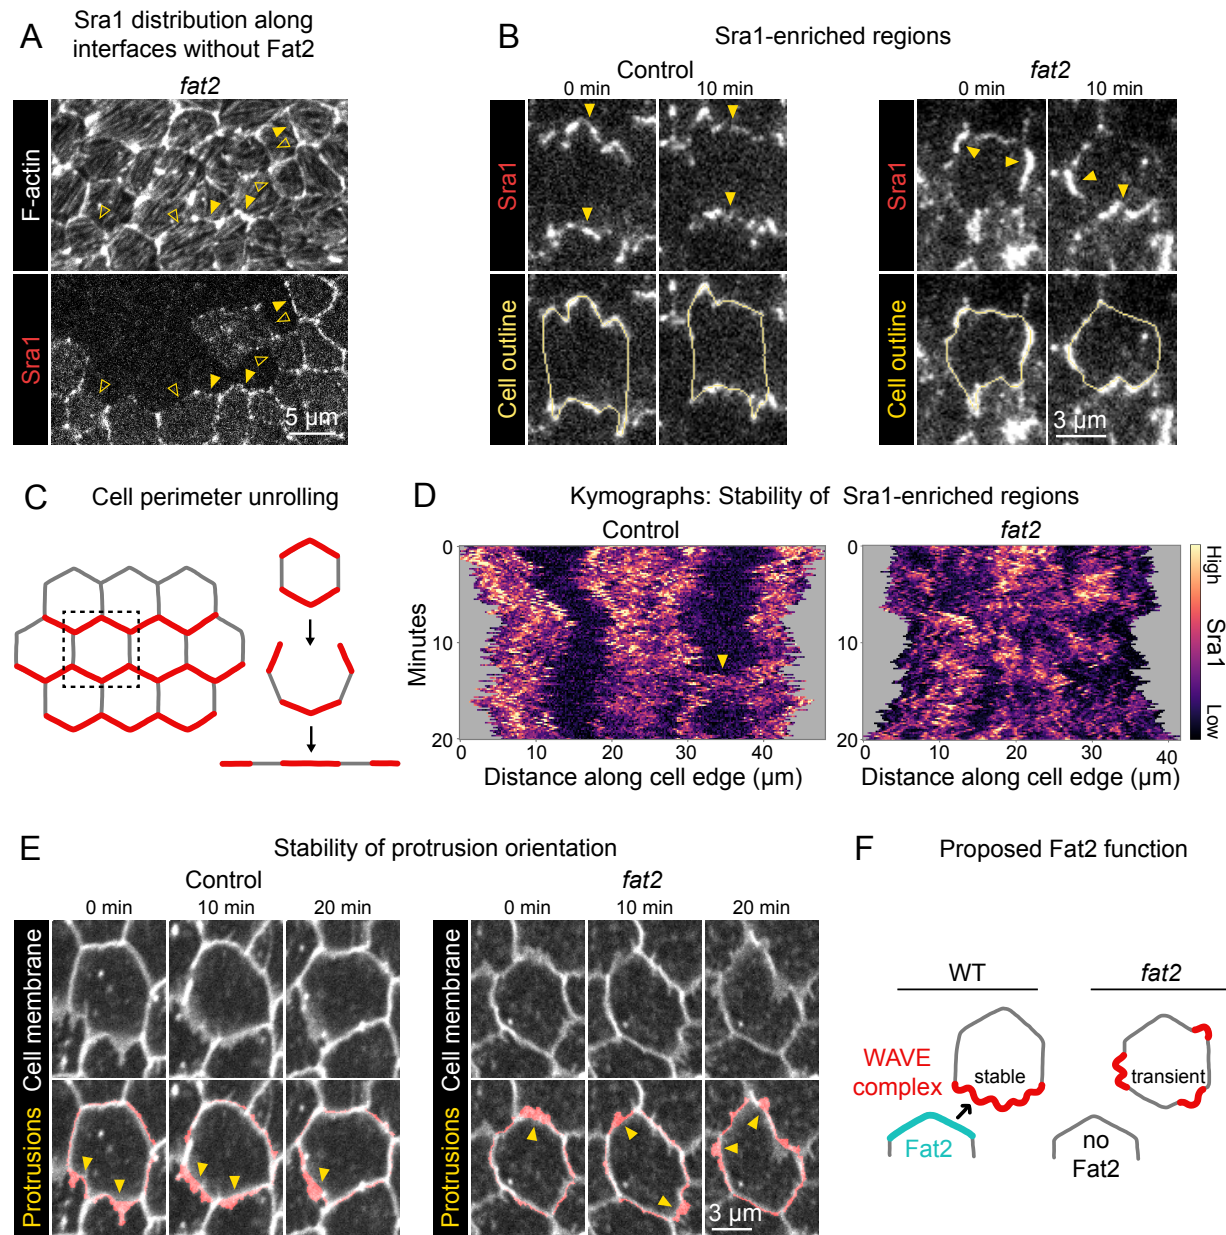 A
Sra1 distribution along
interfaces without Fat2
fat2
F-actin
Sra1
5 µm
B
Sra1-enriched regions
Control
0 min
10 min
fat2
0 min
10 min
Sra1
Cell outline
3 µm
C
Cell perimeter unrolling
D
Kymographs: Stability of Sra1-enriched regions
Control
fat2
Minutes
0
10
20
0 10 20 30 40
Distance along cell edge (µm)
0
10
20
0 10 20 30 40
Distance along cell edge (µm)
High
Sra1
Low
E
Stability of protrusion orientation
Control
0 min 10 min 20 min
fat2
0 min 10 min 20 min
Cell membrane
Protrusions
Cell membrane
Protrusions
3 µm
F
Proposed Fat2 function
WT
fat2
WAVE
complex
stable
transient
Fat2
no
Fat2